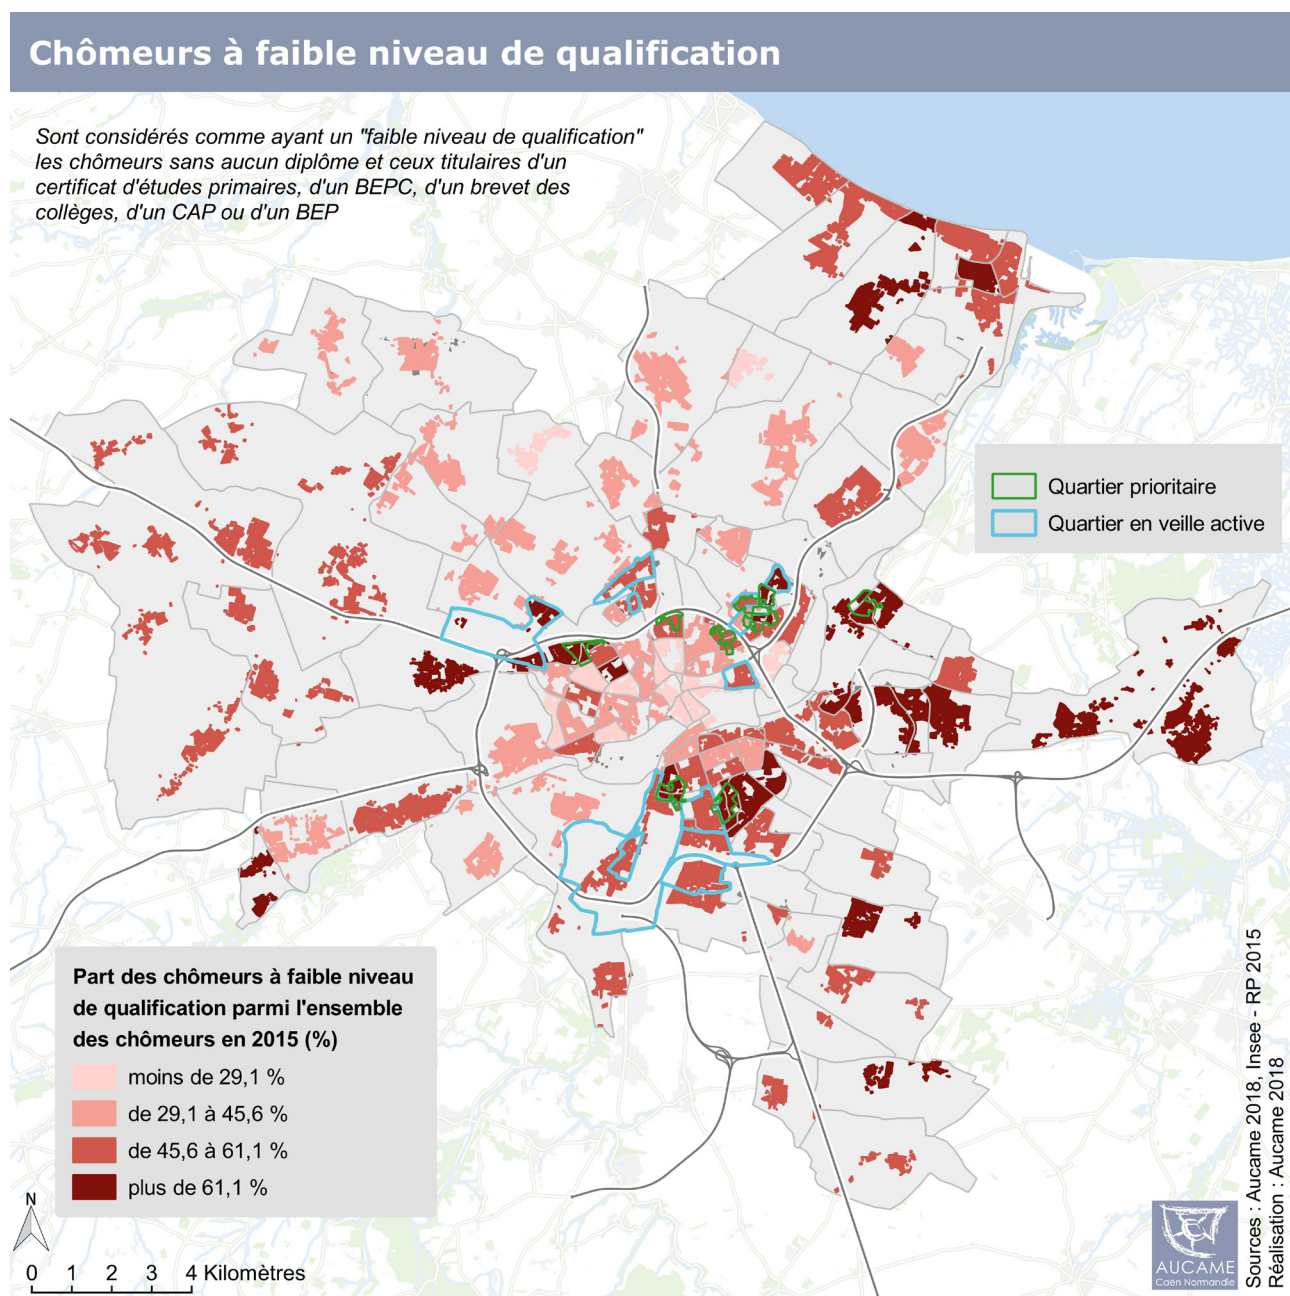 Chômeurs à faible niveau de qualification
Sont considérés comme ayant un "faible niveau de qualification"
les chômeurs sans aucun diplôme et ceux titulaires d'un
certificat d'études primaires, d'un BEPC, d'un brevet des
collèges, d'un CAP ou d'un BEP
Quartier prioritaire
Quartier en veille active
Part des chômeurs à faible niveau
de qualification parmi l'ensemble
des chômeurs en 2015 (%)
moins de 29,1 %
de 29,1 à 45,6 %
de 45,6 à 61,1 %
plus de 61,1 %
N
0 1 2 3 4 Kilomètres
AUCAME
Caen Normandie
Sources : Aucame 2018, Insee - RP 2015
Réalisation : Aucame 2018